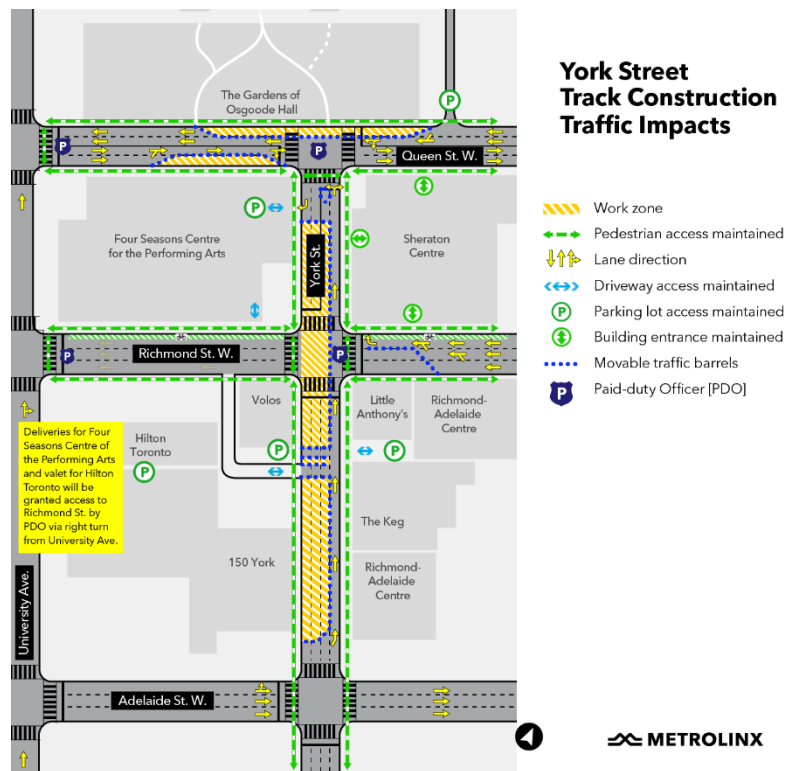 York Street
Track Construction
Traffic Impacts
The Gardens of
Osgoode Hall
P
P
P
Queen St. W.
P
Four Seasons Centre
for the Performing Arts
York St.
Sheraton
Centre
Work zone
Pedestrian access maintained
Lane direction
Driveway access maintained
P
Parking lot access maintained
Building entrance maintained
Movable traffic barrels
P
Paid-duty Officer [PDO]
P
Richmond St. W.
P
Volos
Little
Anthony's
Richmond-
Adelaide
Centre
Hilton
Toronto
P
P
P
Deliveries for Four
Seasons Centre of
the Performing Arts
and valet for Hilton
Toronto will be
granted access to
Richmond St. by
PDO via right turn
from University Ave.
The Keg
150 York
Richmond-
Adelaide
Centre
University Ave.
Adelaide St. W.
METROLINX